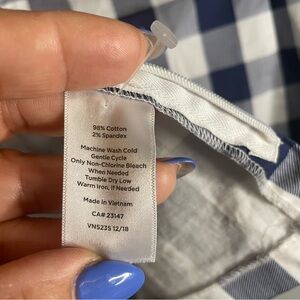 98% Cotton
2% Spandex
Machine Wash Cold
Gentle Cycle
Only Non-Chlorine Bleach
When Needed
Tumble Dry Low
Warm Iron, If Needed
Made In Vietnam
CA# 23147
VN5235 12/18